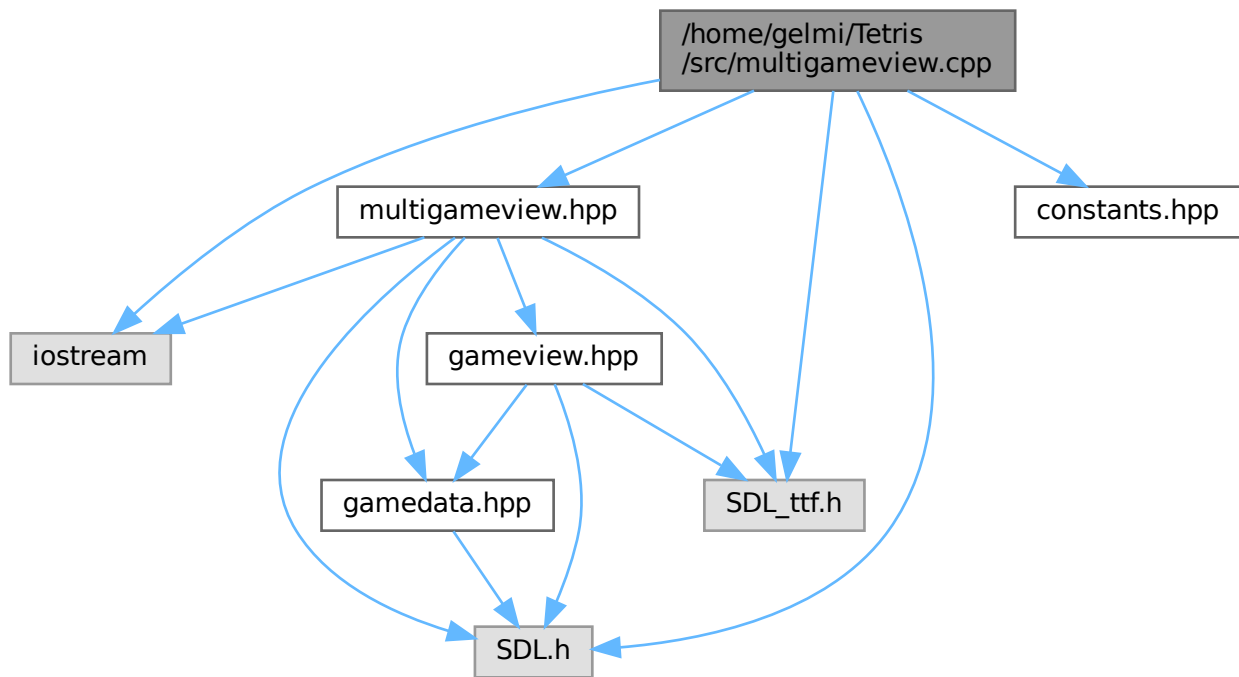 /home/gelmi/Tetris
/src/multigameview.cpp
multigameview.hpp
constants.hpp
iostream
gameview.hpp
gamedata.hpp
SDL_ttf.h
SDL.h